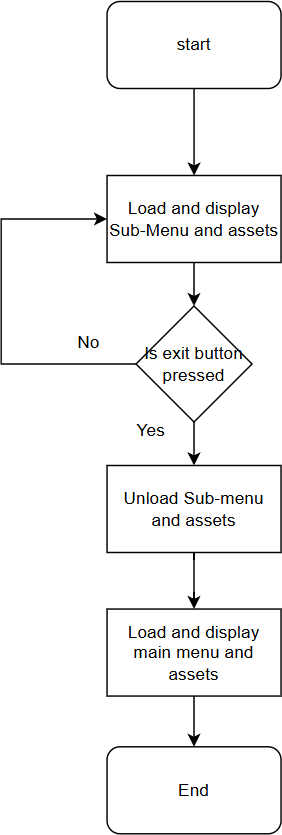 start
Load and display
Sub-Menu and assets
Is exit button
pressed
No
Yes
Unload Sub-menu
and assets
Load and display
main menu and
assets
End